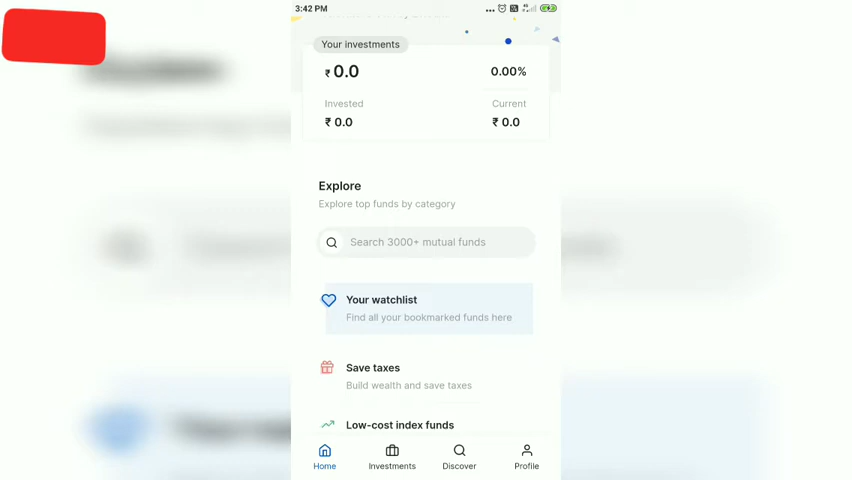 3:42 PM
Your investments
₹ 0.0
0.00%
Invested
Current
₹ 0.0
₹ 0.0
Explore
Explore top funds by category
Search 3000+ mutual funds
Your watchlist
Find all your bookmarked funds here
Save taxes
Build wealth and save taxes
Low-cost index funds
Home
Investments
Discover
Profile